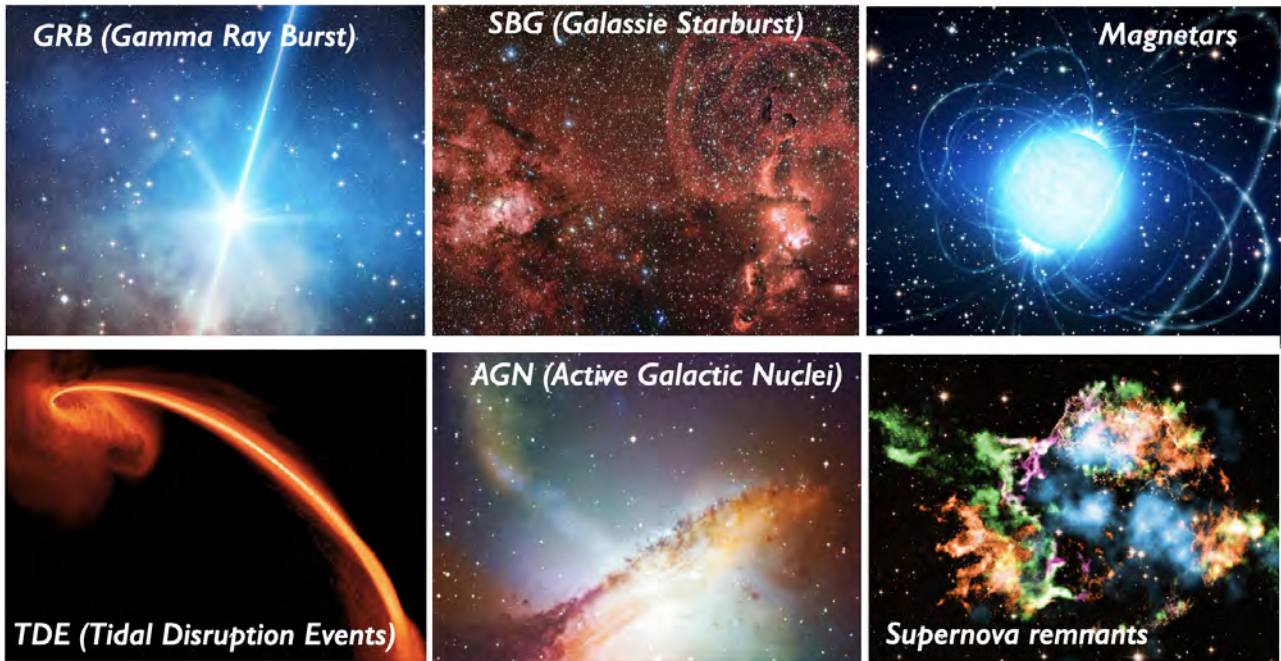 GRB (Gamma Ray Burst)
SBG (Galassie Starburst)
Magnetars
TDE (Tidal Disruption Events)
AGN (Active Galactic Nuclei)
Supernova remnants